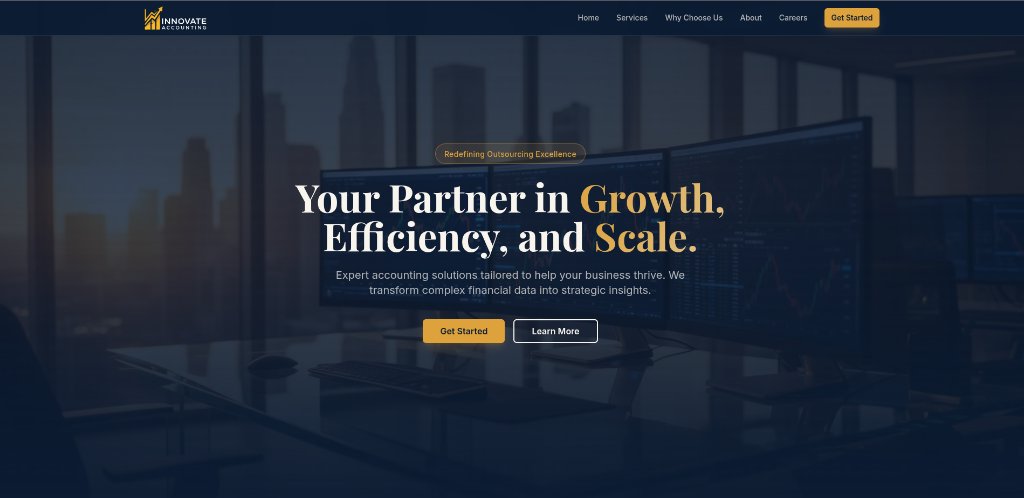 INNOVATE
ACCOUNTING
Home Services Why Choose Us About Careers Get Started
Redefining Outsourcing Excellence
Your Partner in Growth,
Efficiency, and Scale.
Expert accounting solutions tailored to help your business thrive. We
transform complex financial data into strategic insights.
Get Started Learn More